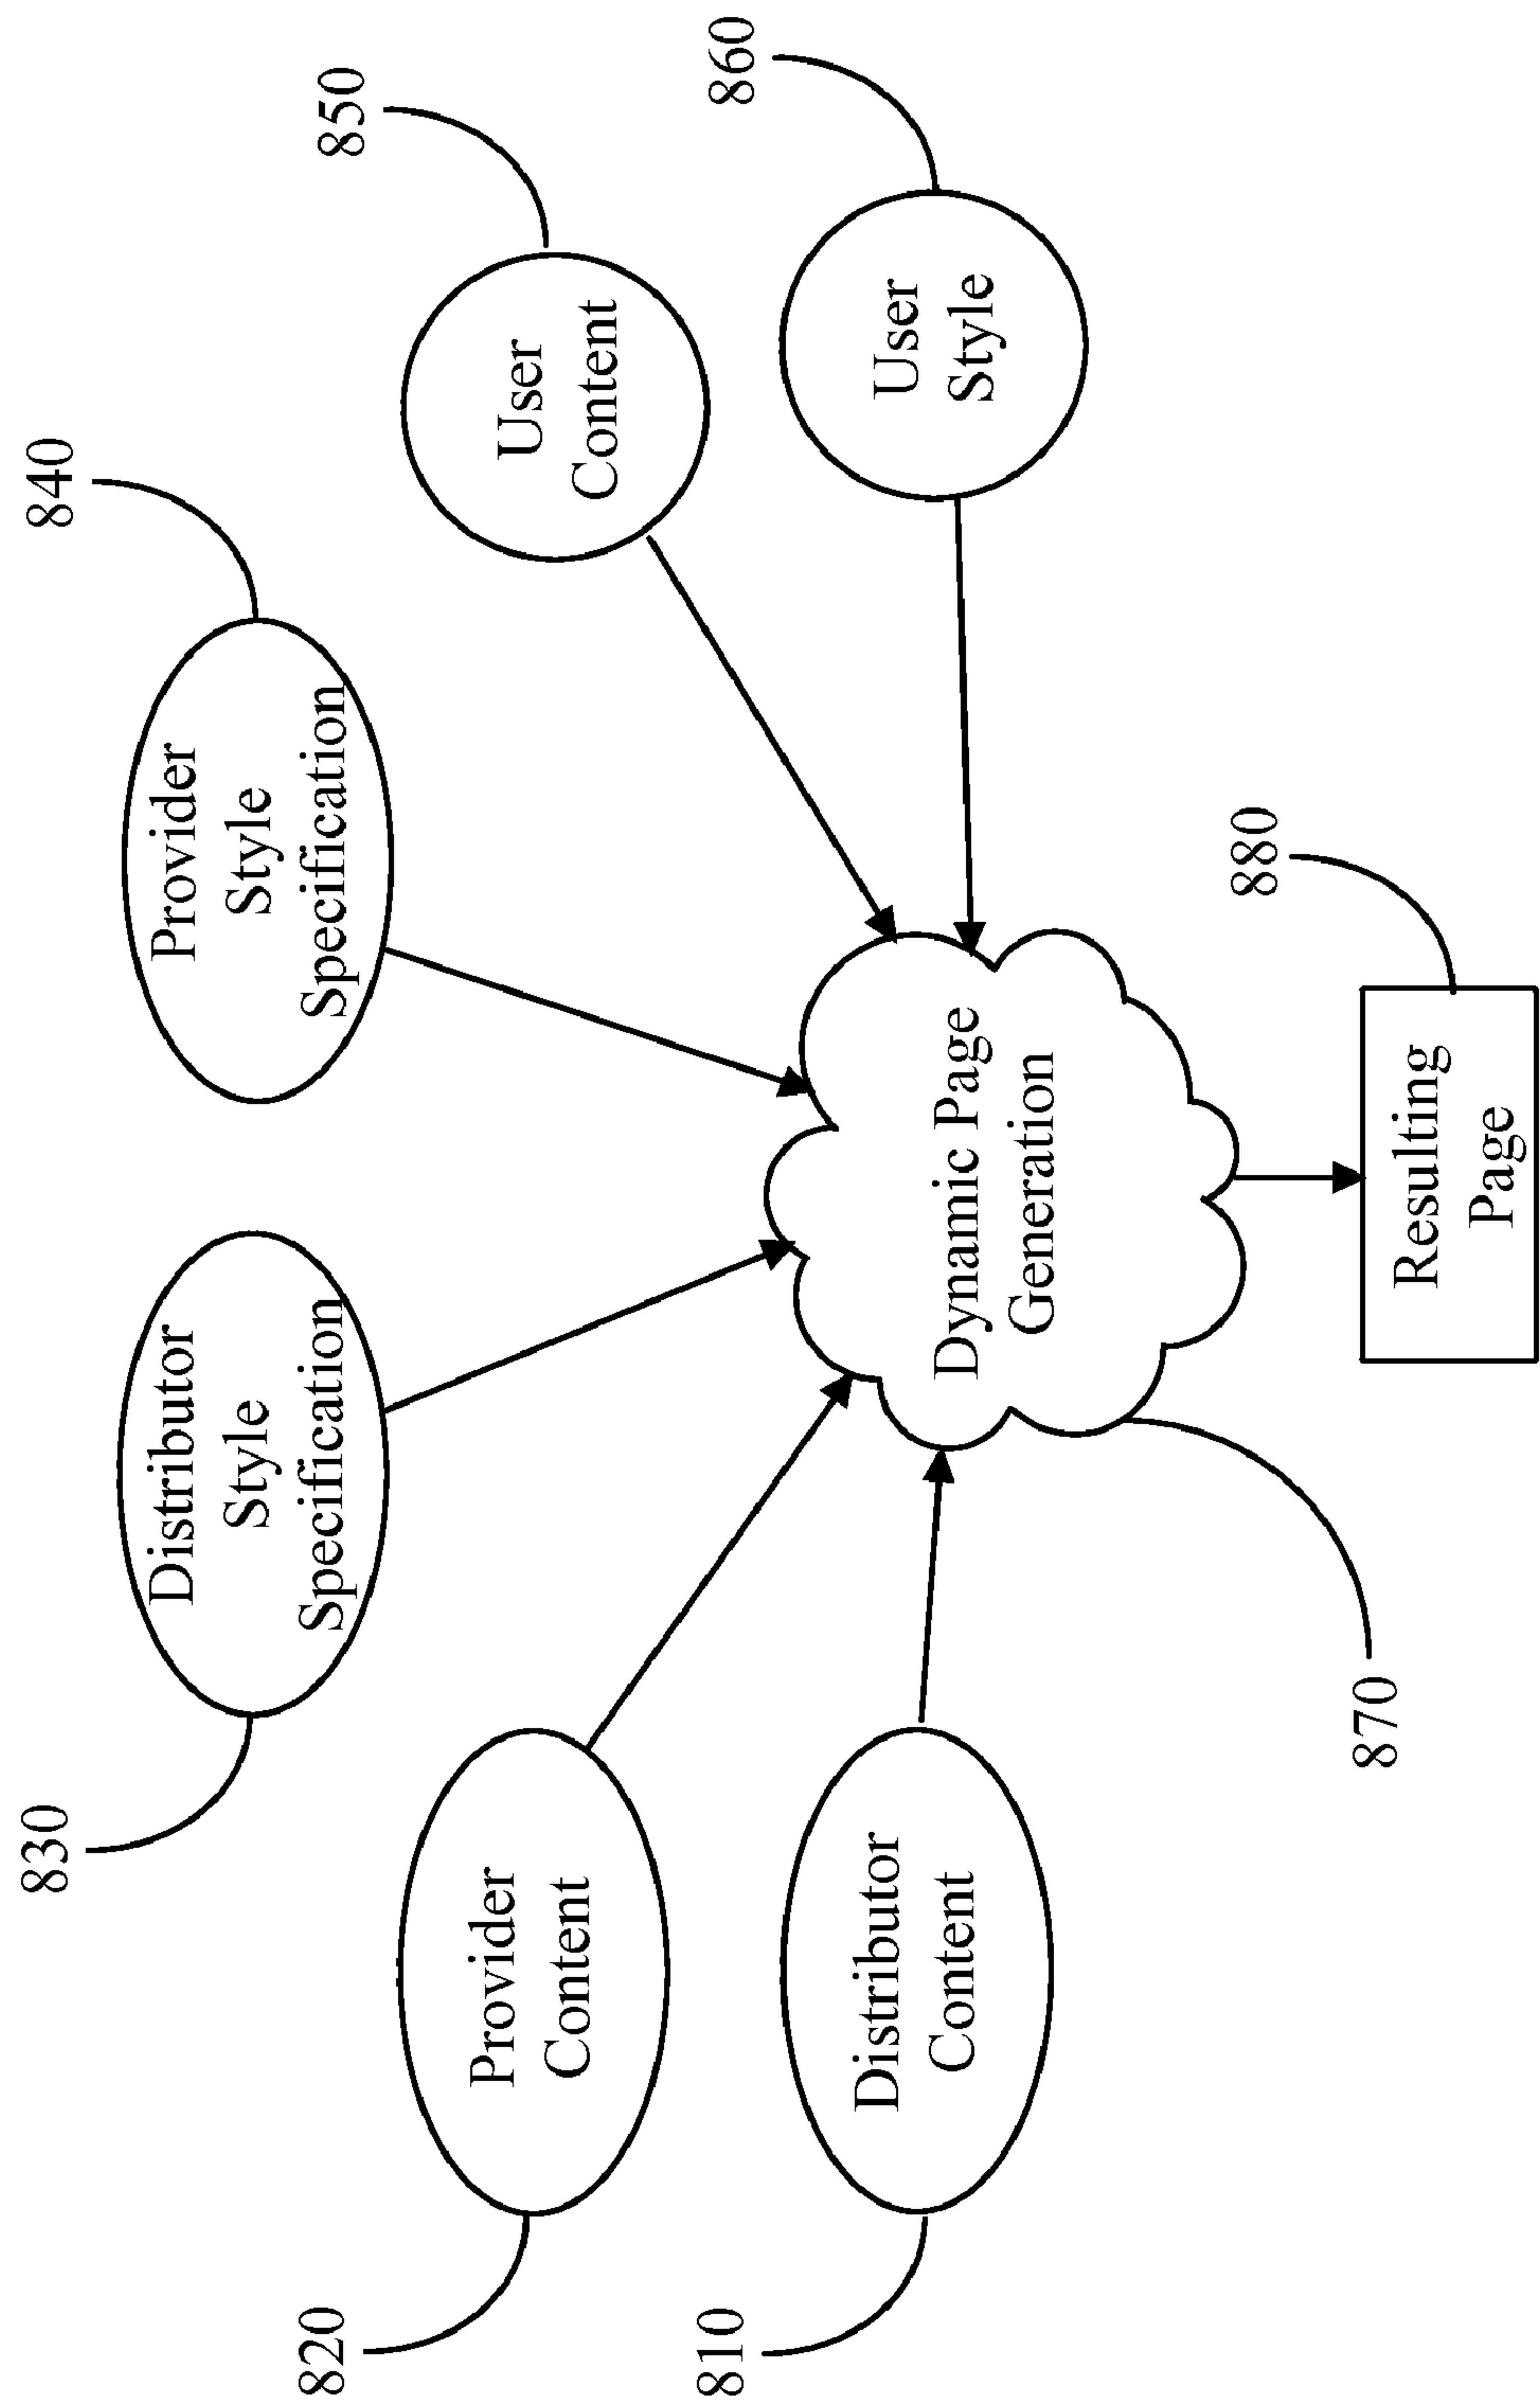 830
840
Distributor
Style
Specification
Provider
Style
Specification
820
850
Provider
Content
User
Content
810
860
Distributor
Content
User
Style
Dynamic Page
Generation
870
880
Resulting
Page